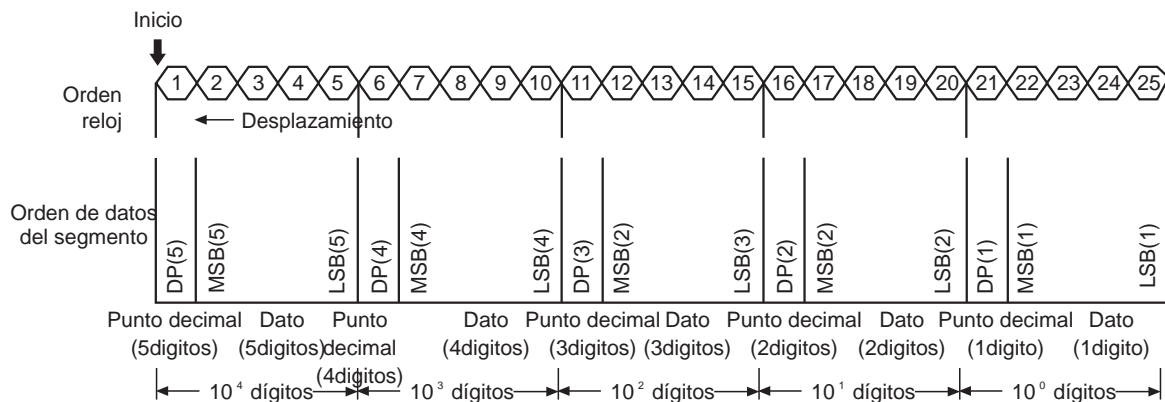 Inicio
1 2 3 4 5 6 7 8 9 10 11 12 13 14 15 16 17 18 19 20 21 22 23 24 25
Orden
reloj
Desplazamiento
Orden de datos
del segmento
DP(5) MSB(5) LSB(5) DP(4) MSB(4) LSB(4) DP(3) MSB(2) LSB(3) DP(2) MSB(2) LSB(2) DP(1) MSB(1) LSB(1)
Punto decimal Dato Punto Dato Punto decimal Dato Punto decimal Dato Punto decimal Dato
(5digitos) (5digitos) decimal (4digitos) (3digitos) (3digitos) (2digitos) (2digitos) (1digito) (1digito)
(4digitos)
10⁴ dígitos 10³ dígitos 10² dígitos 10¹ dígitos 10⁰ dígitos